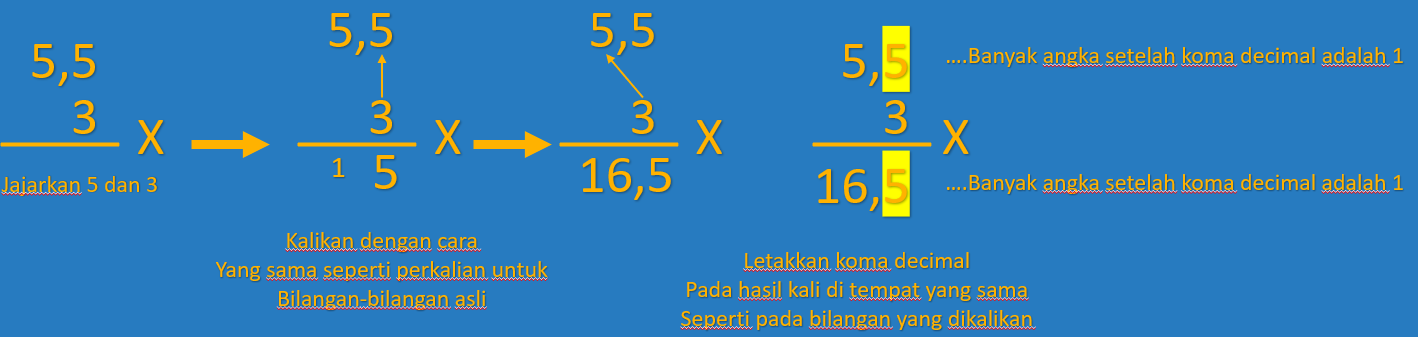 5,5
3 X
Jajarkan 5 dan 3
5,5
3 X
1 5
Kalikan dengan cara
Yang sama seperti perkalian untuk
Bilangan-bilangan asli
5,5
3 X
16,5
5,5 ....Banyak angka setelah koma decimal adalah 1
3 X
16,5 ....Banyak angka setelah koma decimal adalah 1
Letakkan koma decimal
Pada hasil kali di tempat yang sama
Seperti pada bilangan yang dikalikan